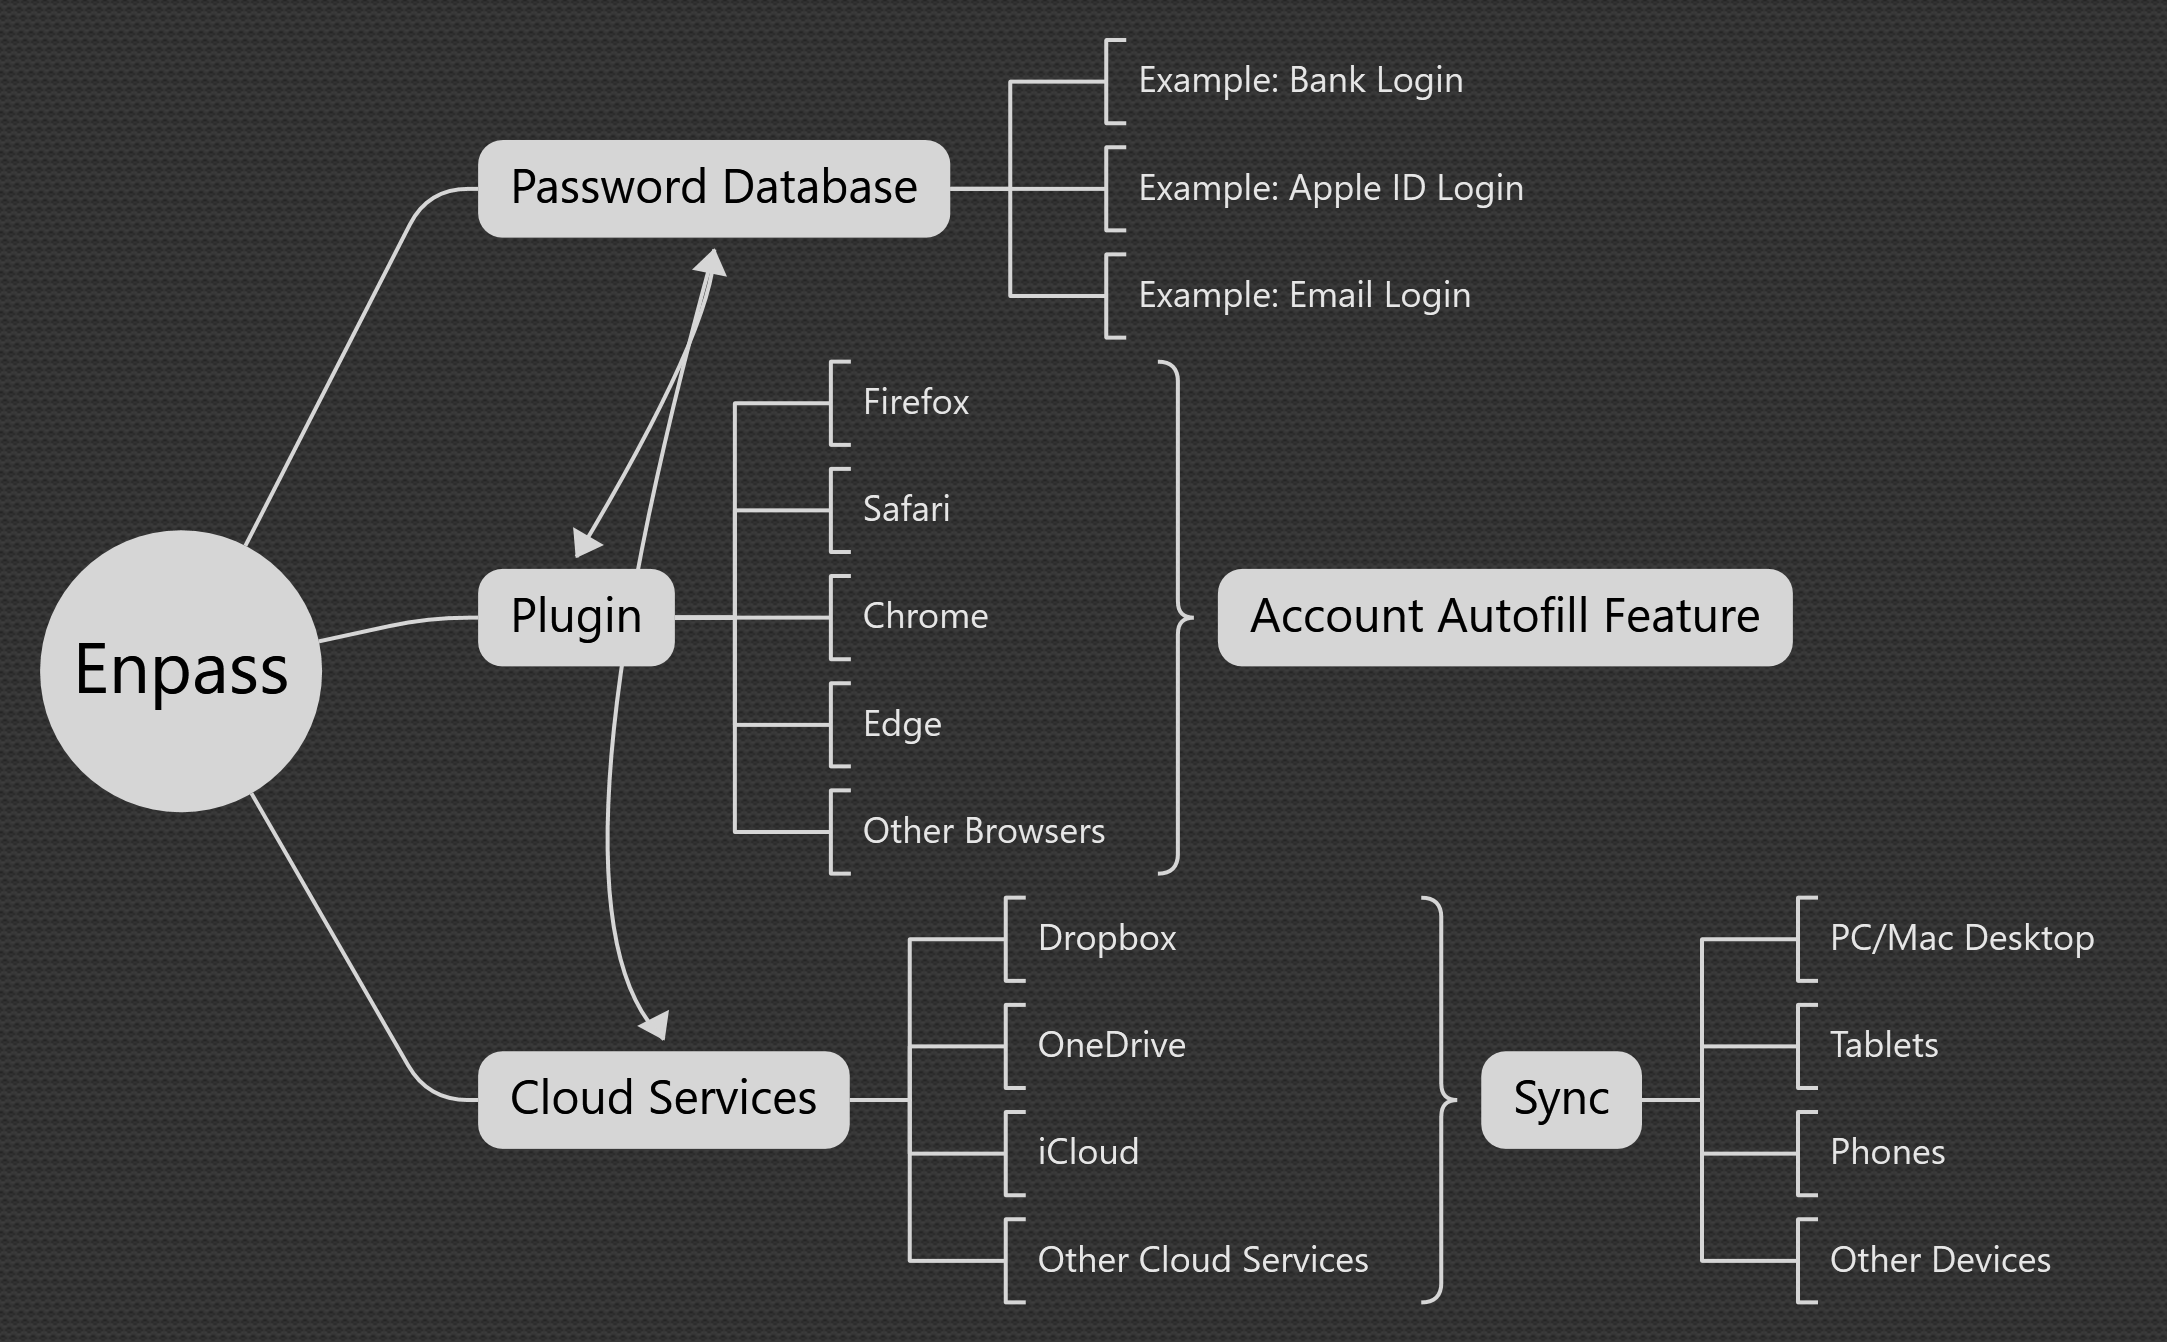 Enpass
Password Database
Example: Bank Login
Example: Apple ID Login
Example: Email Login
Plugin
Firefox
Safari
Chrome
Edge
Other Browsers
Account Autofill Feature
Cloud Services
Dropbox
OneDrive
iCloud
Other Cloud Services
Sync
PC/Mac Desktop
Tablets
Phones
Other Devices